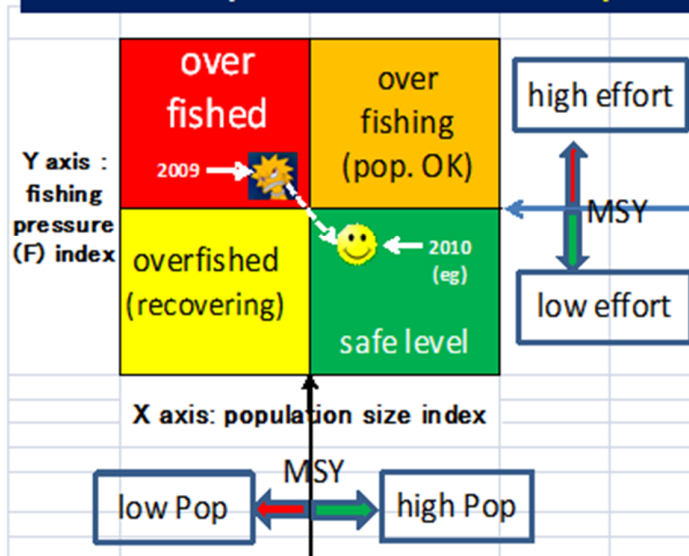 over
fished
over
fishing
(pop. OK)
high effort
2009
Y axis :
fishing
pressure
(F) index
MSY
overfished
(recovering)
2010
(eg)
low effort
safe level
X axis: population size index
MSY
low Pop
high Pop